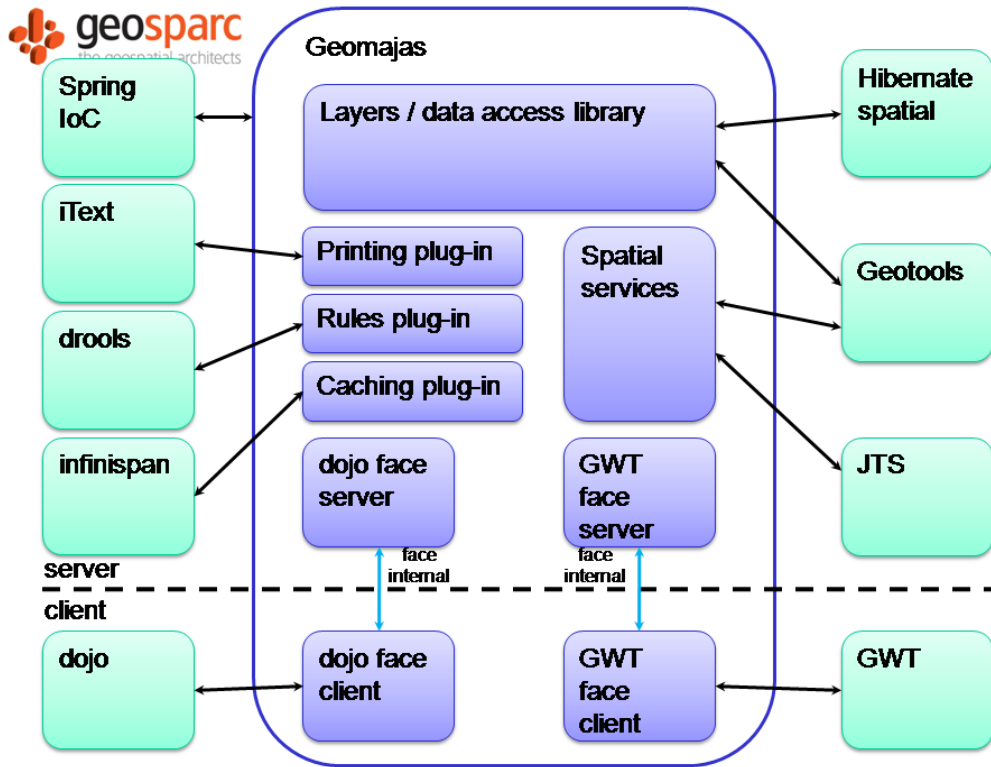 geosparc
the geospatial architects
Geomajas
Spring
IoC
Layers / data access library
Hibernate
spatial
iText
Printing plug-in
Spatial
services
Geotools
drools
Rules plug-in
Caching plug-in
infinispan
dojo face
server
GWT
face
server
JTS
face
internal
face
internal
server
client
dojo
dojo face
client
GWT
face
client
GWT